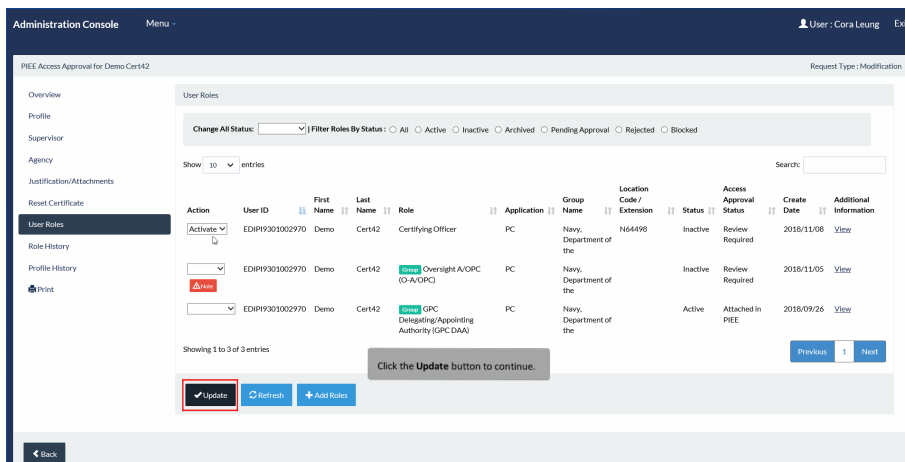 Administration Console Menu User : Cora Leung
PIEE Access Approval for Demo Cert42 Request Type : Modification
Overview
Profile
Supervisor
Agency
Justification/Attachments
Reset Certificate
User Roles
Role History
Profile History
Print
User Roles
Change All Status: | Filter Roles By Status : All Active Inactive Archived Pending Approval Rejected Blocked
Show 10 entries Search:
Action User ID First Name Last Name Role Application Group Name Location Code / Extension Status Access Approval Status Create Date Additional Information
Activate EDIPI9301002970 Demo Cert42 Certifying Officer PC Navy, Department of the N64498 Inactive Review Required 2018/11/08 View
Note EDIPI9301002970 Demo Cert42 Group Oversight A/OPC (O-A/OPC) PC Navy, Department of the Inactive Review Required 2018/11/05 View
EDIPI9301002970 Demo Cert42 Group GPC Delegating/Appointing Authority (GPC DAA) PC Navy, Department of the Active Attached in PIEE 2018/09/26 View
Showing 1 to 3 of 3 entries Previous 1 Next
Click the Update button to continue.
Update Refresh Add Roles
Back